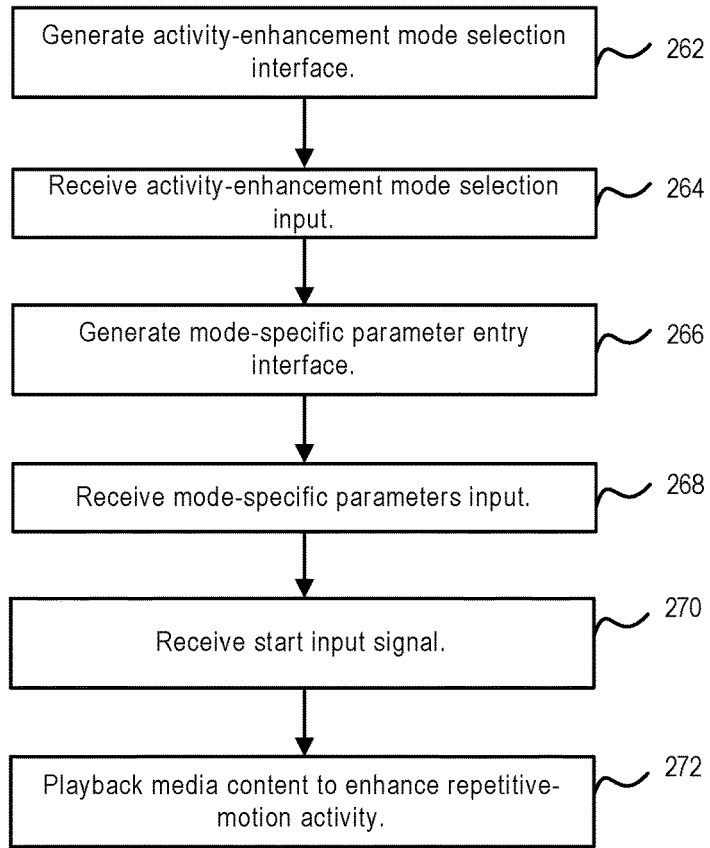 Generate activity-enhancement mode selection
interface.
262
Receive activity-enhancement mode selection
input.
264
Generate mode-specific parameter entry
interface.
266
Receive mode-specific parameters input.
268
Receive start input signal.
270
Playback media content to enhance repetitive-
motion activity.
272